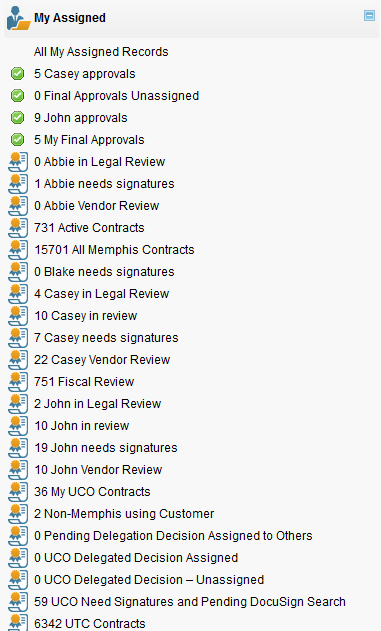 My Assigned
All My Assigned Records
5 Casey approvals
0 Final Approvals Unassigned
9 John approvals
5 My Final Approvals
0 Abbie in Legal Review
1 Abbie needs signatures
0 Abbie Vendor Review
731 Active Contracts
15701 All Memphis Contracts
0 Blake needs signatures
4 Casey in Legal Review
10 Casey in review
7 Casey needs signatures
22 Casey Vendor Review
751 Fiscal Review
2 John in Legal Review
10 John in review
19 John needs signatures
10 John Vendor Review
36 My UCO Contracts
2 Non-Memphis using Customer
0 Pending Delegation Decision Assigned to Others
0 UCO Delegated Decision Assigned
0 UCO Delegated Decision – Unassigned
59 UCO Need Signatures and Pending DocuSign Search
6342 UTC Contracts